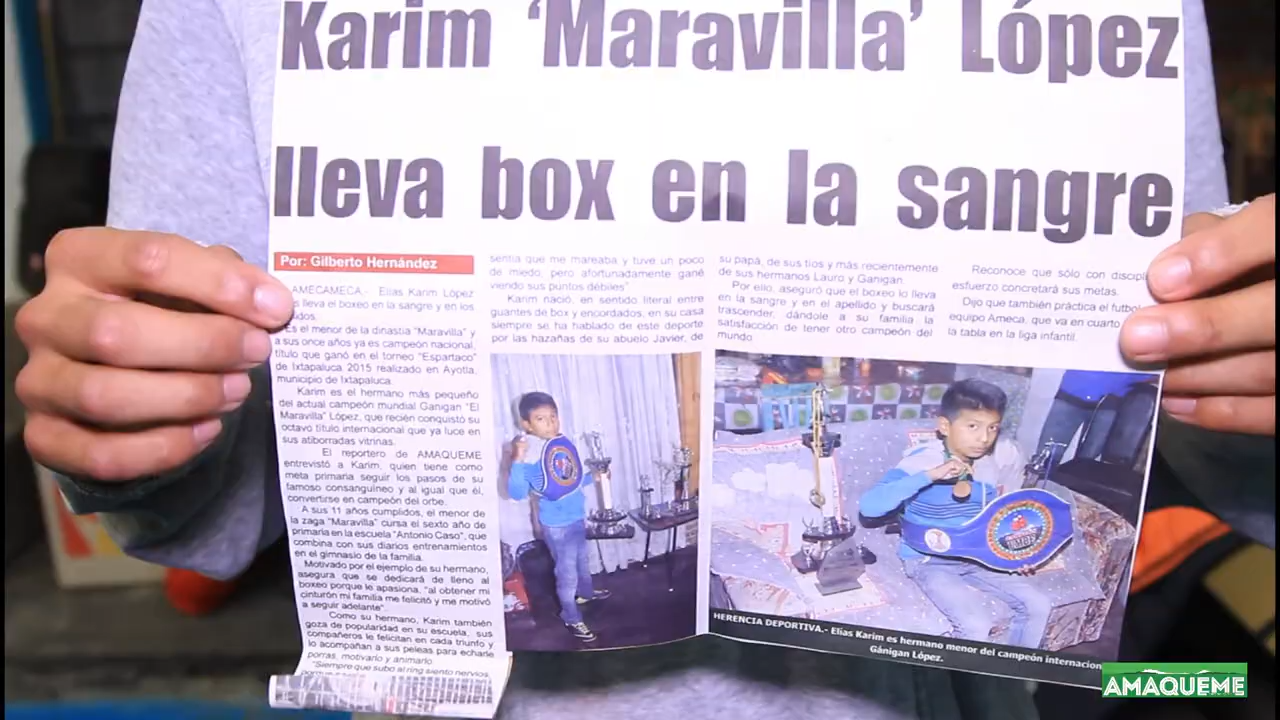 Karim ‘Maravilla’ López
lleva box en la sangre
Por: Gilberto Hernández
AMECAMECA.- Elías Karim López
lleva el boxeo en la sangre y en los
Es el menor de la dinastía "Maravilla" y
a sus once años ya es campeón nacional,
título que ganó en el torneo "Espartaco"
de Ixtapaluca 2015 realizado en Ayotla,
municipio de Ixtapaluca.
Karim es el hermano más pequeño
del actual campeón mundial Ganigan "El
Maravilla" López, que recién conquistó su
octavo título internacional que ya luce en
sus atiborradas vitrinas.
El reportero de AMAQUEME
entrevistó a Karim, quien tiene como
meta primaria seguir los pasos de su
famoso consanguíneo y al igual que él,
convertirse en campeón del orbe.
A sus 11 años cumplidos, el menor de
la zaga "Maravilla" cursa el sexto año de
primaria en la escuela "Antonio Caso", que
combina con sus diarios entrenamientos
en el gimnasio de la familia.
Motivado por el ejemplo de su hermano,
asegura que se dedicará de lleno al
boxeo porque le apasiona, "al obtener mi
cinturón mi familia me felicitó y me motivó
a seguir adelante".
Como su hermano, Karim también
goza de popularidad en su escuela, sus
compañeros le felicitan en cada triunfo y
lo acompañan a sus peleas para echarle
porras, motivarlo y animarlo.
"Siempre que subo al ring siento nervios,
sentía que me mareaba y tuve un poco
de miedo, pero afortunadamente gané
viendo sus puntos débiles"
Karim nació, en sentido literal entre
guantes de box y encordados, en su casa
siempre se ha hablado de este deporte
por las hazañas de su abuelo Javier, de
su papá, de sus tíos y más recientemente
de sus hermanos Lauro y Ganigan.
Por ello, aseguró que el boxeo lo lleva
en la sangre y en el apellido y buscará
trascender, dándole a su familia la
satisfacción de tener otro campeón del
mundo
Reconoce que sólo con discipl
esfuerzo concretará sus metas.
Dijo que también práctica el futbol
equipo Ameca, que va en cuarto
la tabla en la liga infantil.
HERENCIA DEPORTIVA.- Elías Karim es hermano menor del campeón internacion
Gánigan López.
AMAQUEME